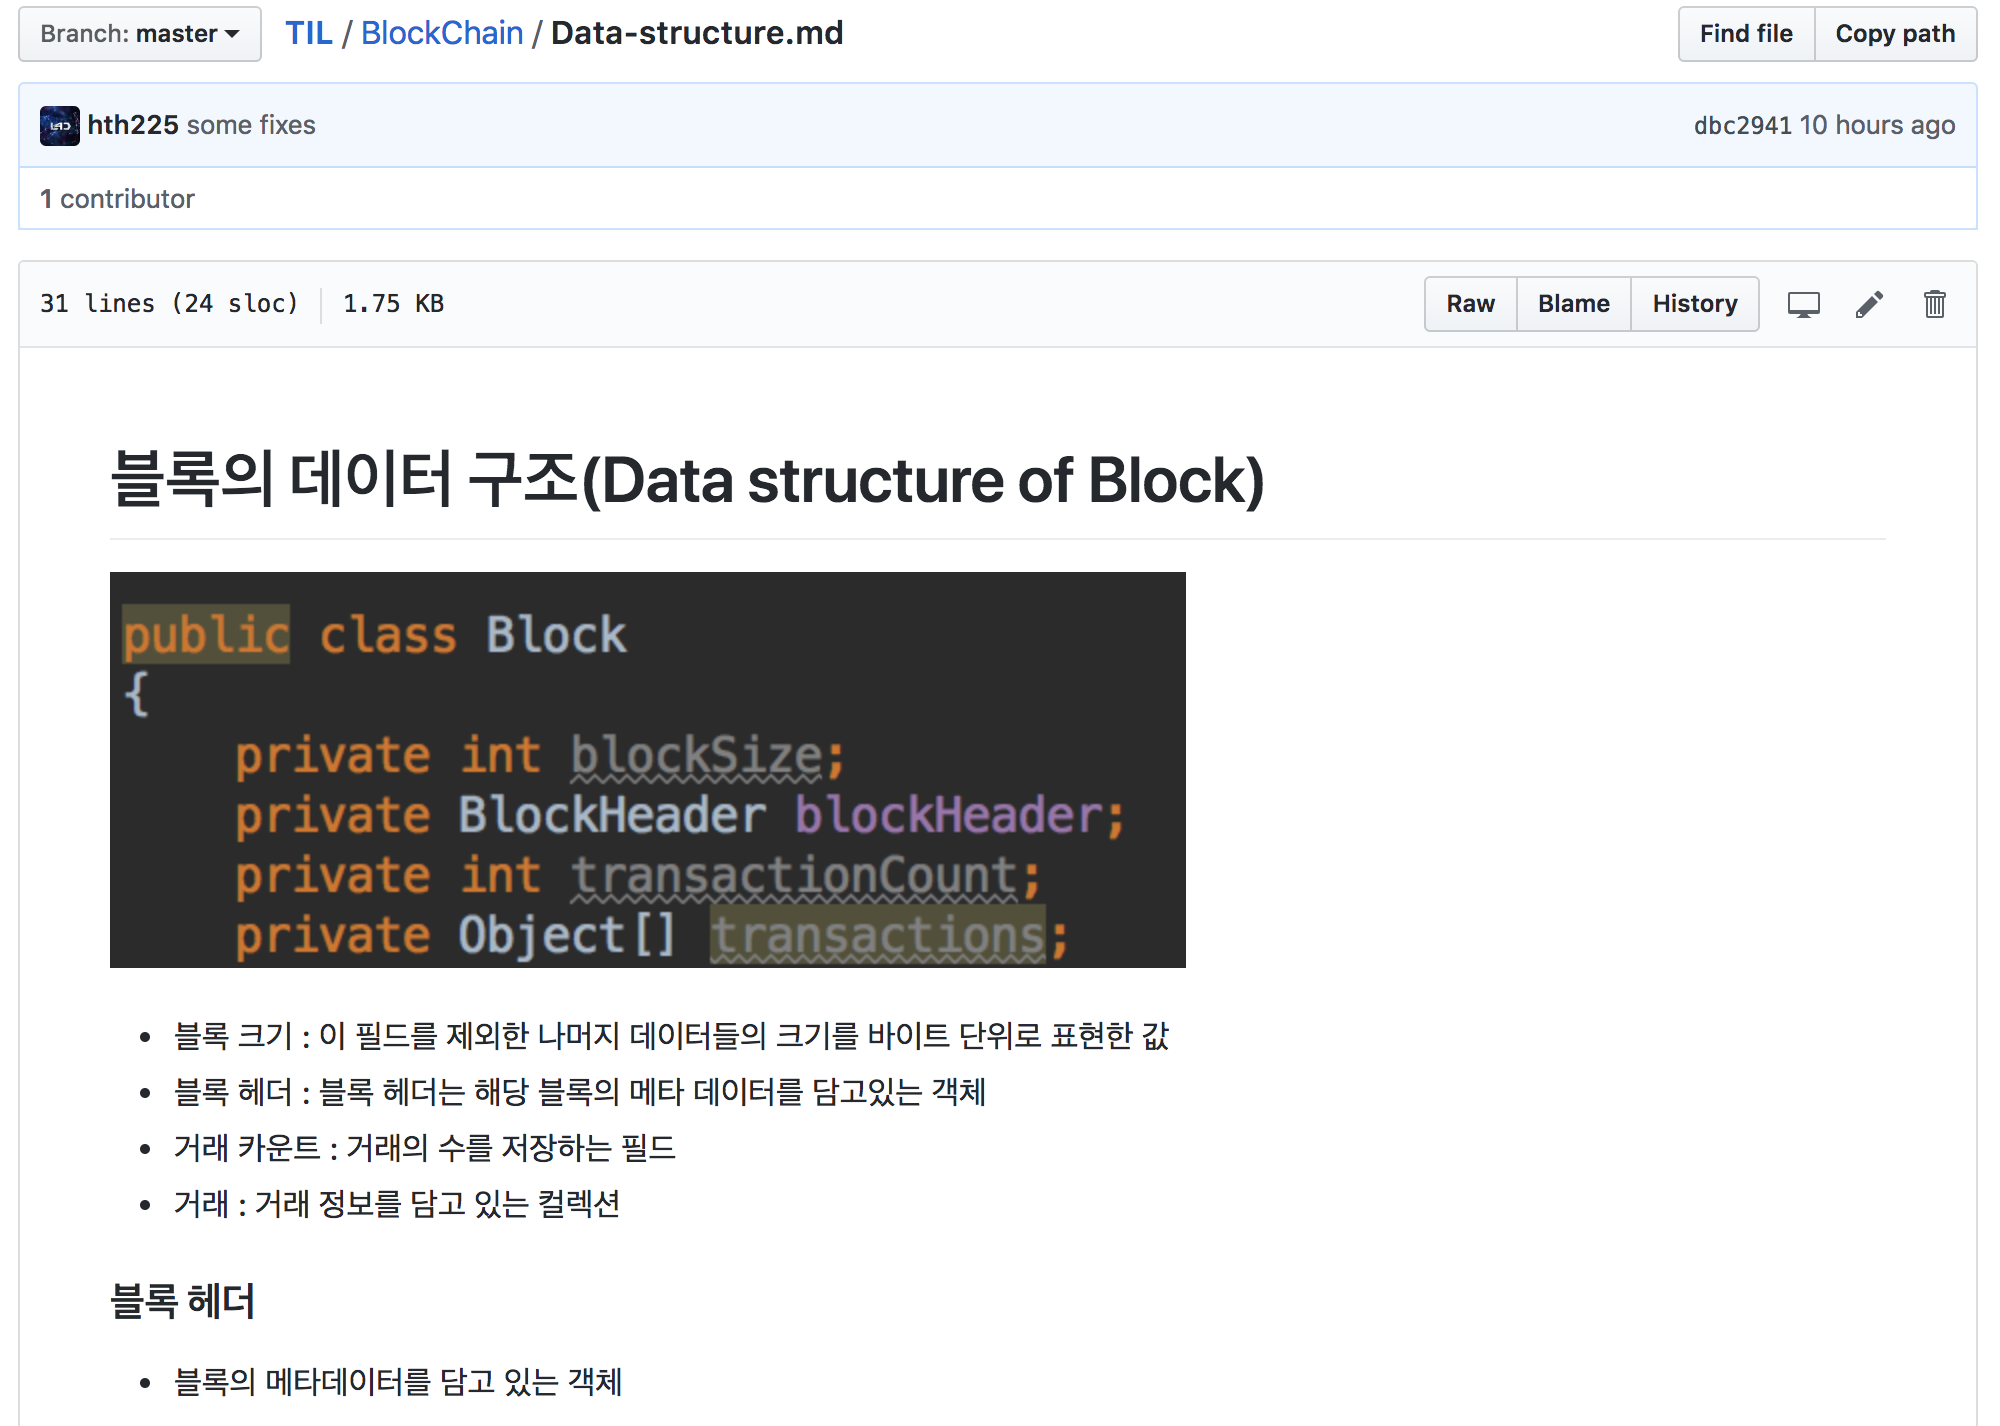 Branch: master
TIL / BlockChain / Data-structure.md
Find file
Copy path
hth225 some fixes
dbc2941 10 hours ago
1 contributor
31 lines (24 sloc)
1.75 KB
Raw
Blame
History
블록의 데이터 구조(Data structure of Block)
public class Block
{
private int blockSize;
private BlockHeader blockHeader;
private int transactionCount;
private Object[] transactions;
블록 크기 : 이 필드를 제외한 나머지 데이터들의 크기를 바이트 단위로 표현한 값
블록 헤더 : 블록 헤더는 해당 블록의 메타 데이터를 담고있는 객체
거래 카운트 : 거래의 수를 저장하는 필드
거래 : 거래 정보를 담고 있는 컬렉션
블록 헤더
블록의 메타데이터를 담고 있는 객체